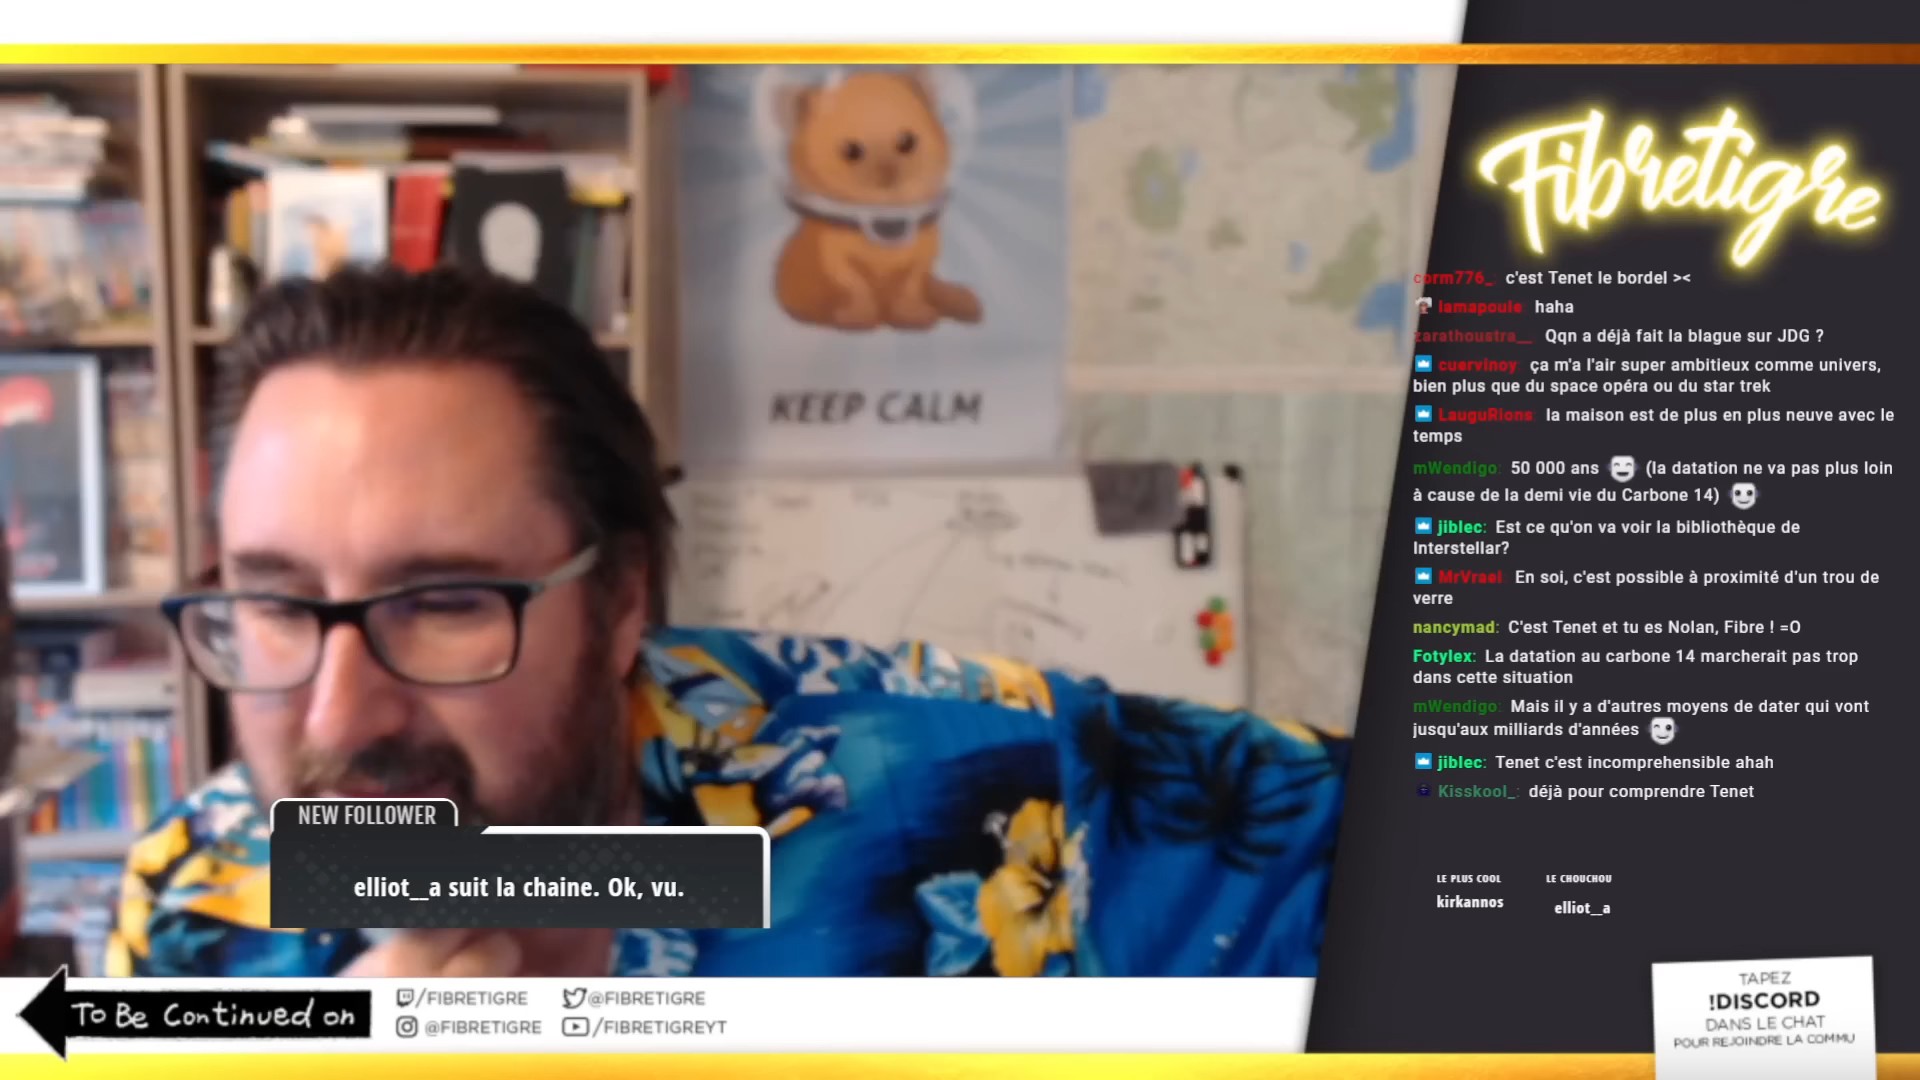 Fibretigre
corm776_: c'est Tenet le bordel ><
lamapoule haha
zarathoustra__ Qqn a déjà fait la blague sur JDG ?
cuervinoy ça m'a l'air super ambitieux comme univers,
bien plus que du space opéra ou du star trek
LauguRions: la maison est de plus en plus neuve avec le
temps
mWendigo: 50 000 ans (la datation ne va pas plus loin
à cause de la demi vie du Carbone 14)
jiblec: Est ce qu'on va voir la bibliothèque de
Interstellar?
MrVrael En soi, c'est possible à proximité d'un trou de
verre
nancymad: C'est Tenet et tu es Nolan, Fibre ! =O
Fotylex: La datation au carbone 14 marcherait pas trop
dans cette situation
mWendigo: Mais il y a d'autres moyens de dater qui vont
jusqu'aux milliards d'années
jiblec: Tenet c'est incomprehensible ahah
Kisskool_: déjà pour comprendre Tenet
LE PLUS COOL
kirkannos
LE CHOUCHOU
elliot__a
TAPEZ
!DISCORD
DANS LE CHAT
POUR REJOINDRE LA COMMU
KEEP CALM
NEW FOLLOWER
elliot__a suit la chaine. Ok, vu.
To Be Continued on
/FIBRETIGRE
@FIBRETIGRE
@FIBRETIGRE
/FIBRETIGREYT